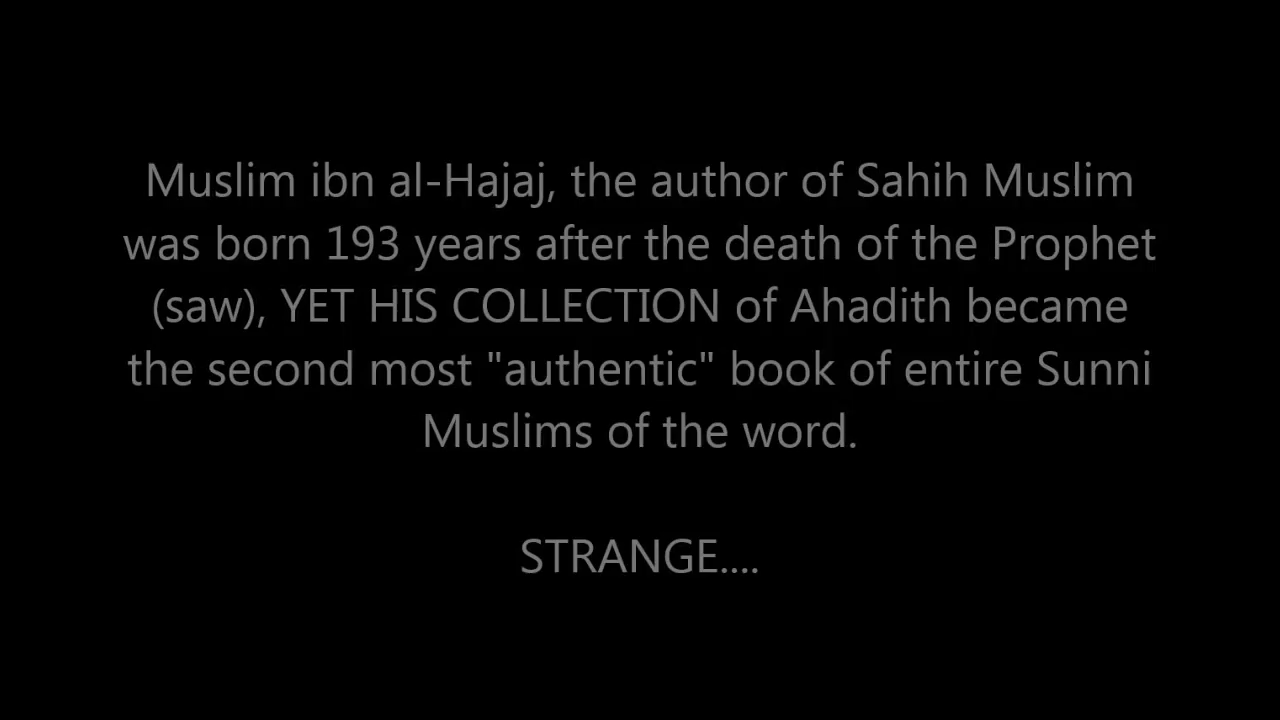 Muslim ibn al-Hajaj, the author of Sahih Muslim
was born 193 years after the death of the Prophet
(saw), YET HIS COLLECTION of Ahadith became
the second most "authentic" book of entire Sunni
Muslims of the word.
STRANGE....